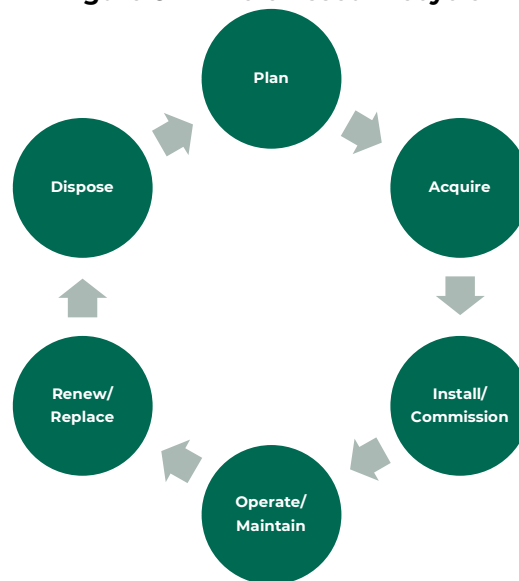 Plan
Acquire
Install/
Commission
Operate/
Maintain
Renew/
Replace
Dispose